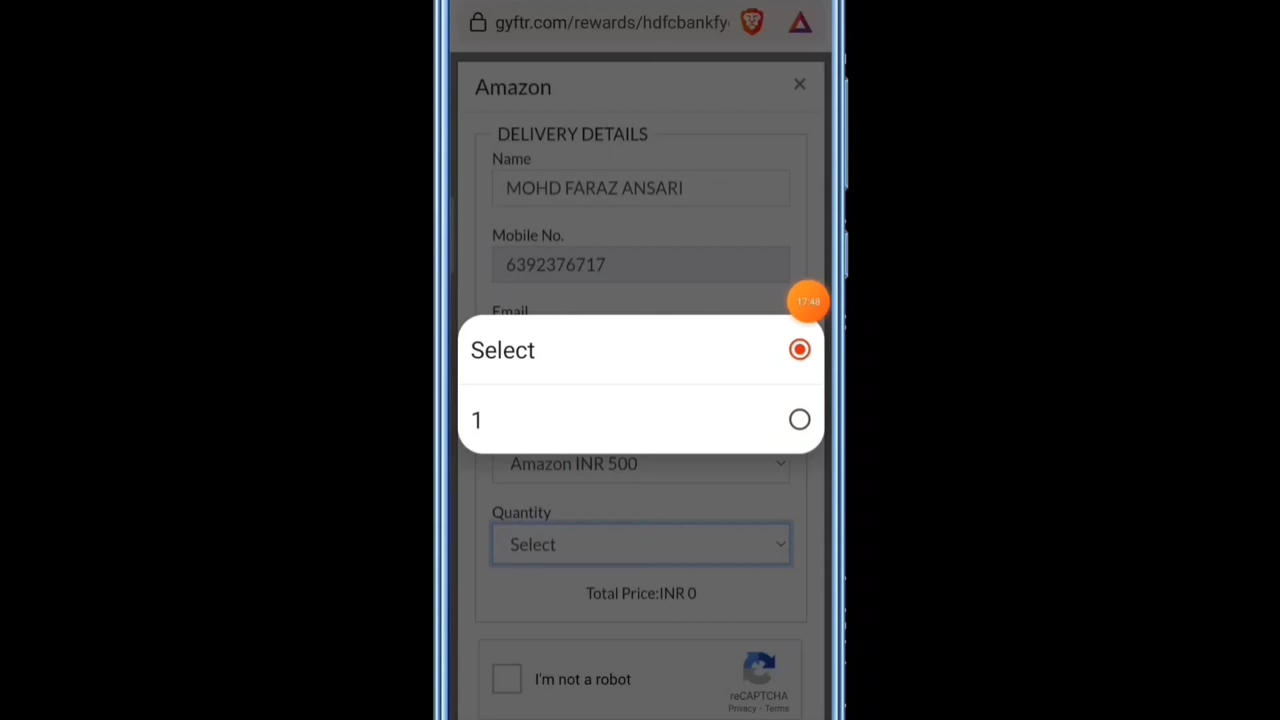 gyftr.com/rewards/hdfcbankfy
Amazon
DELIVERY DETAILS
Name
MOHD FARAZ ANSARI
Mobile No.
6392376717
17:48
Email
Select
1
Amazon INR 500
Quantity
Select
Total Price:INR 0
I'm not a robot
reCAPTCHA
Privacy - Terms